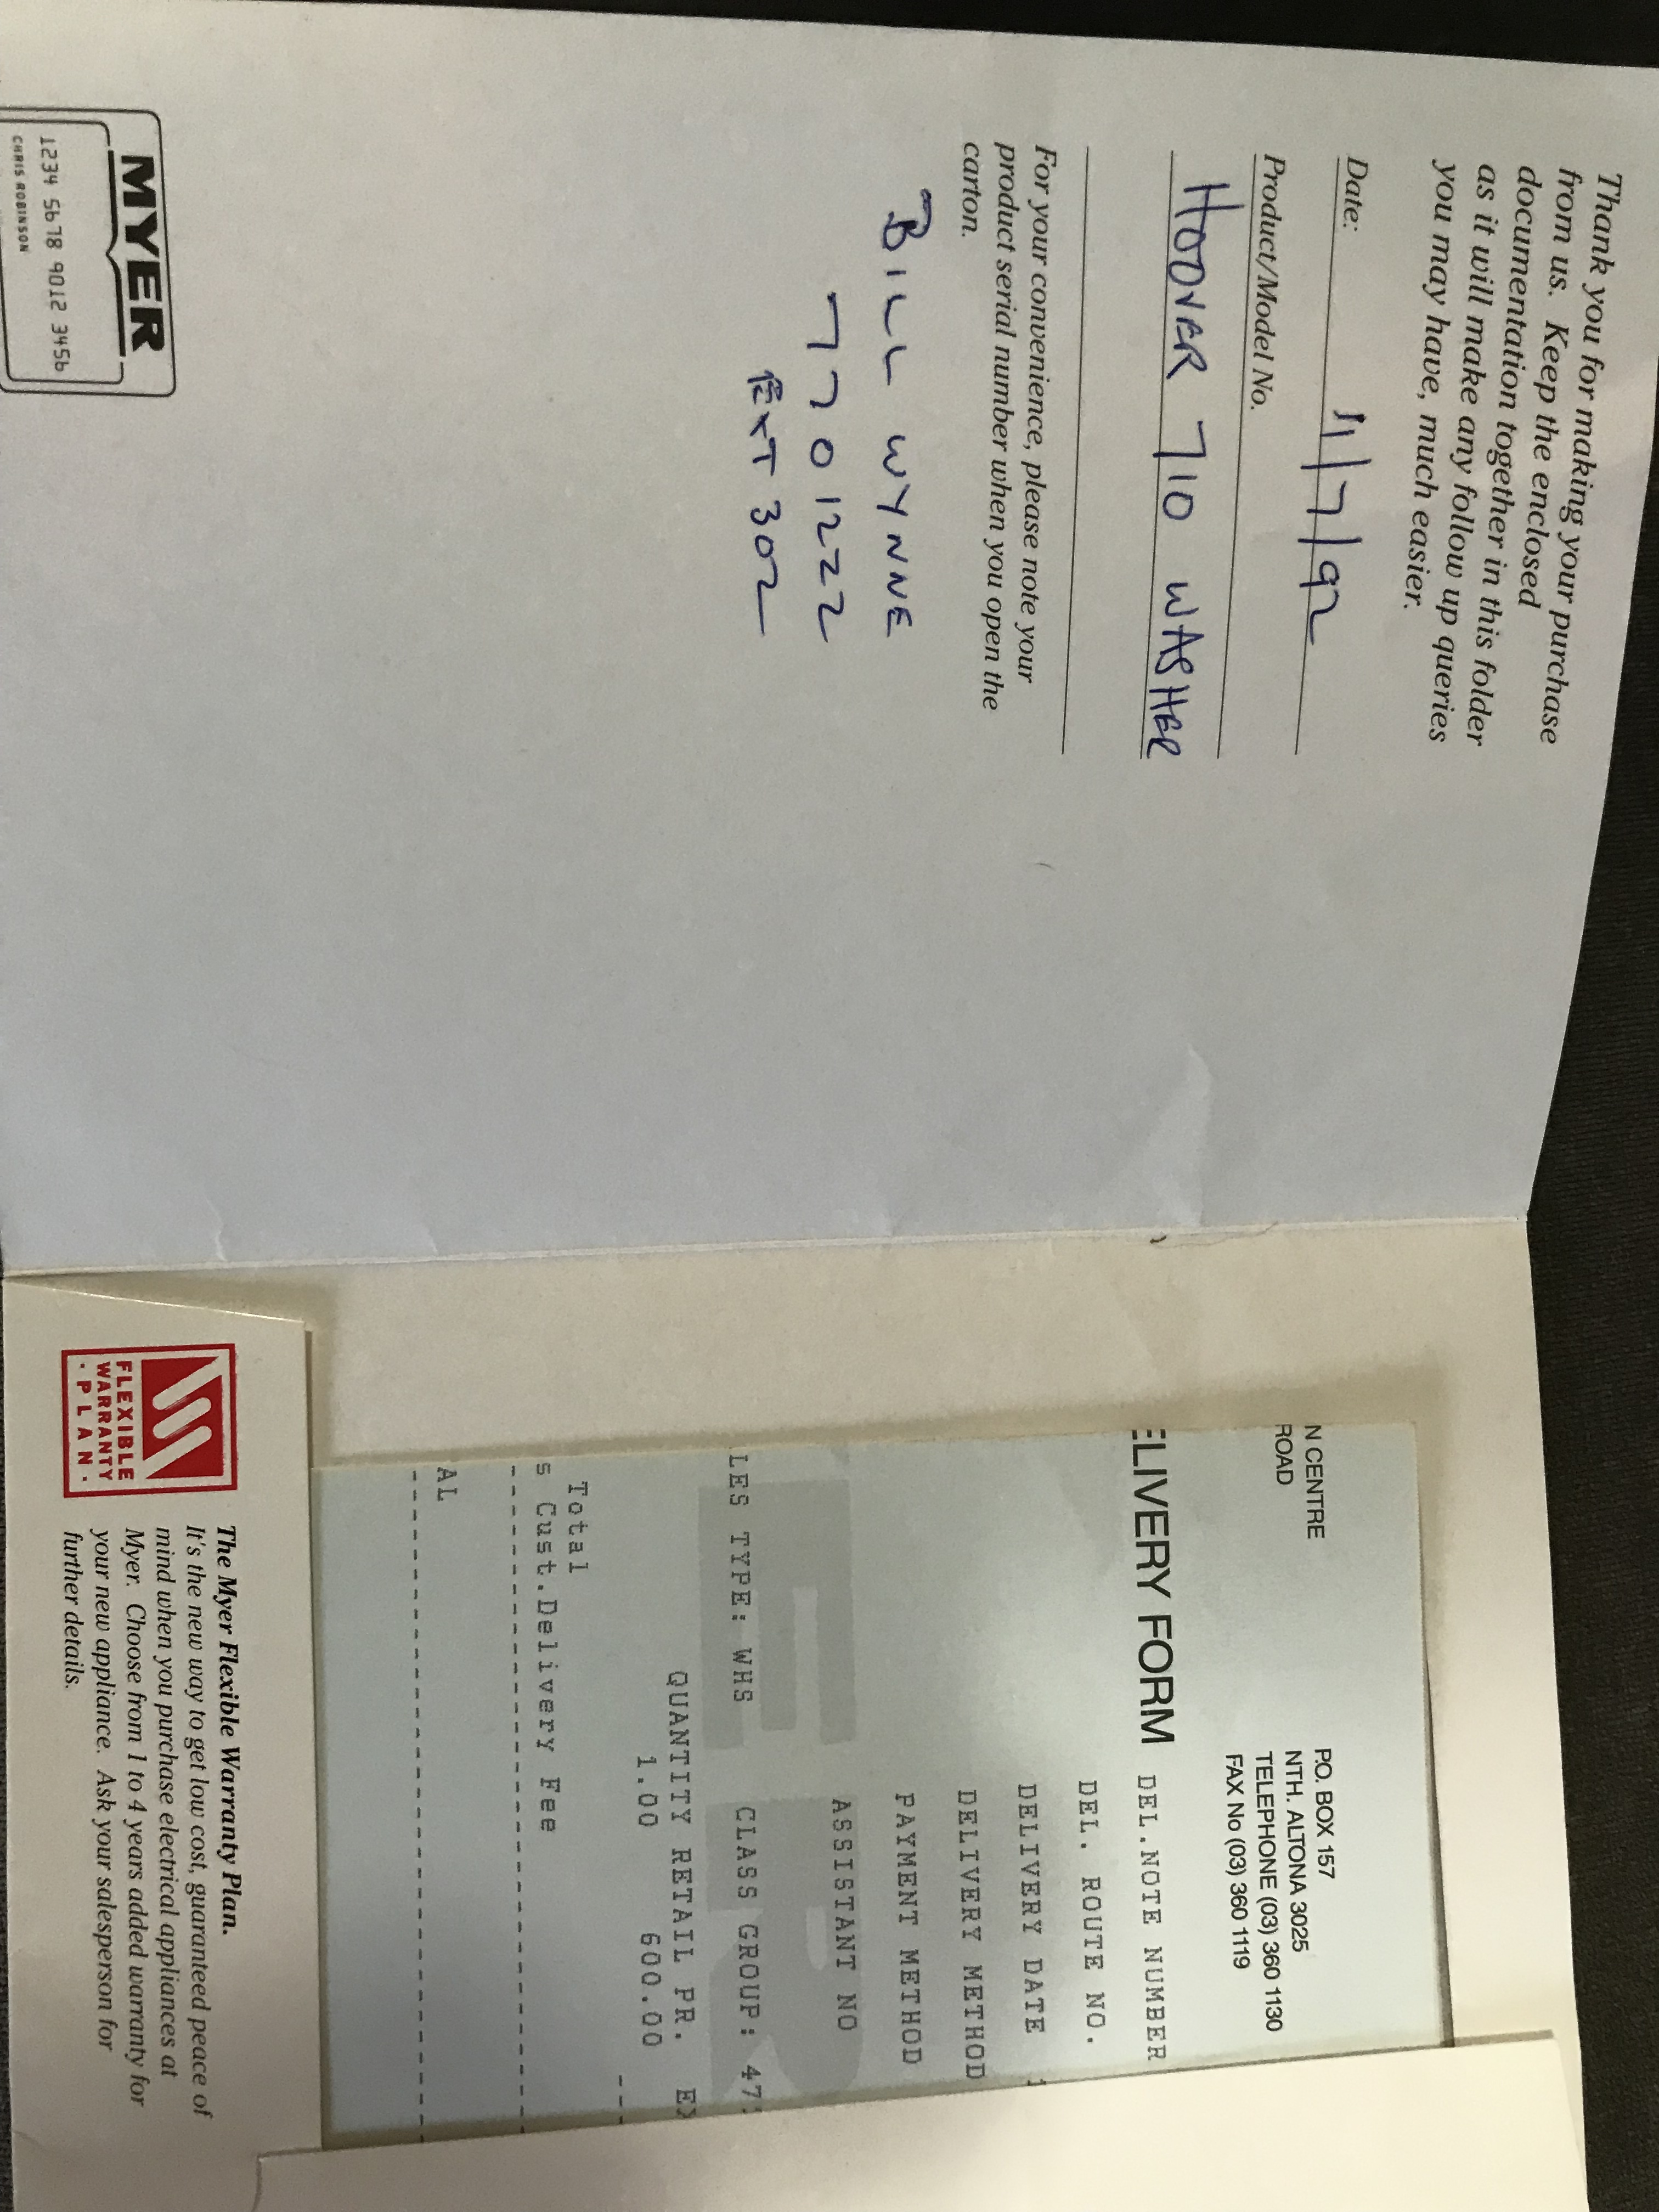 Thank you for making your purchase
from us. Keep the enclosed
documentation together in this folder
as it will make any follow up queries
you may have, much easier.
Date: 11/7/92
Product/Model No.
HOOVER 710 WASHER
For your convenience, please note your
product serial number when you open the
carton.
BILL WYNNE
7701222
EXT 302
MYER
1234 5678 9012 3456
CHRIS ROBINSON
N CENTRE
ROAD
P.O. BOX 157
NTH. ALTONA 3025
TELEPHONE (03) 360 1130
FAX No (03) 360 1119
ELIVERY FORM DEL.NOTE NUMBER
DEL. ROUTE NO.
DELIVERY DATE
DELIVERY METHOD
PAYMENT METHOD
ASSISTANT NO
LES TYPE: WHS CLASS GROUP: 47
QUANTITY RETAIL PR. EX
1.00 600.00
Total
s Cust.Delivery Fee
AL
FLEXIBLE
WARRANTY
· PLAN ·
The Myer Flexible Warranty Plan.
It's the new way to get low cost, guaranteed peace of
mind when you purchase electrical appliances at
Myer. Choose from 1 to 4 years added warranty for
your new appliance. Ask your salesperson for
further details.